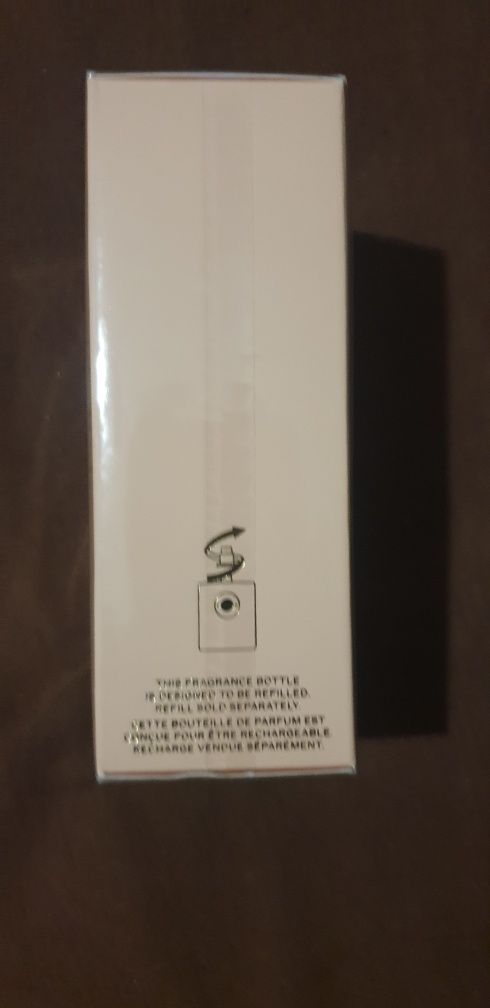 THIS FRAGRANCE BOTTLE
IS DESIGNED TO BE REFILLED.
REFILL SOLD SEPARATELY
CETTE BOUTEILLE DE PARFUM EST
CONÇUE POUR ÊTRE RECHARGEABLE.
RECHARGE VENDUE SÉPARÉMENT.